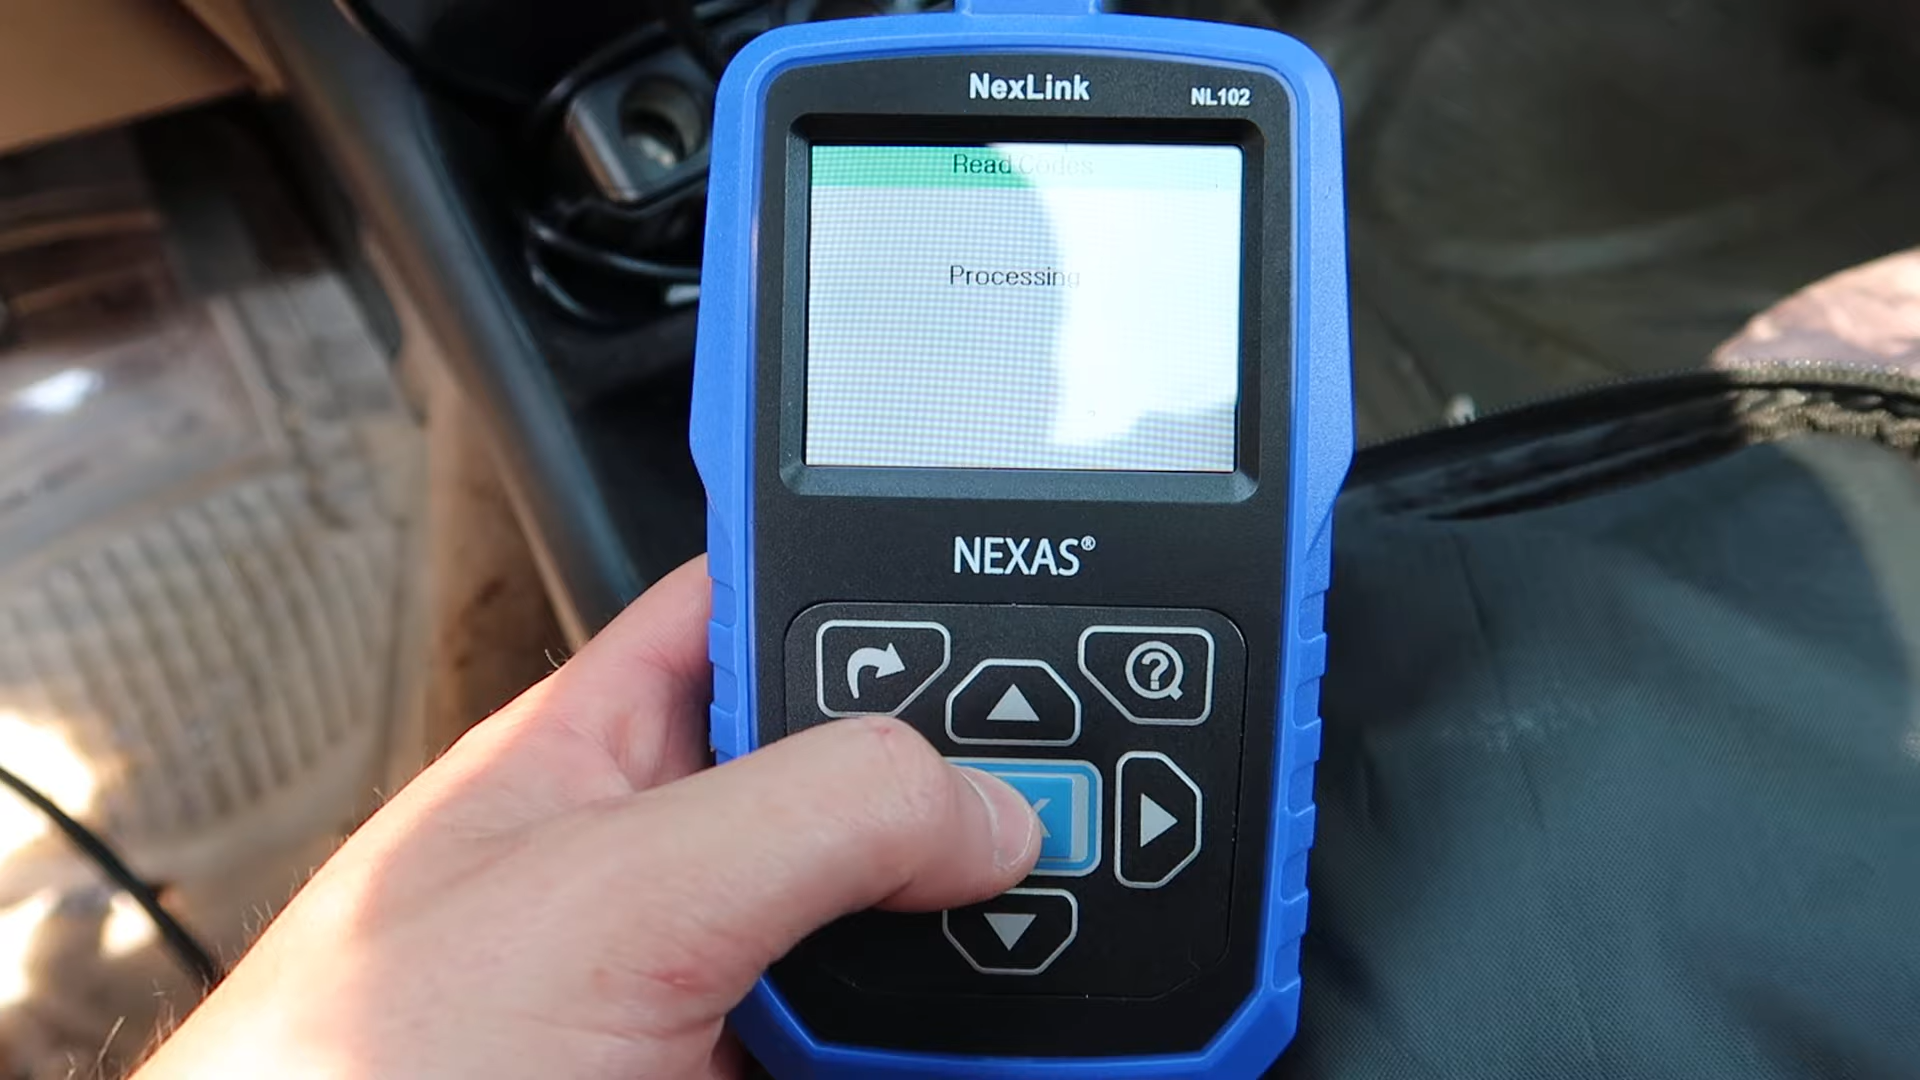 NexLink
NL102
Read Codes
Processing
NEXAS®
?
K